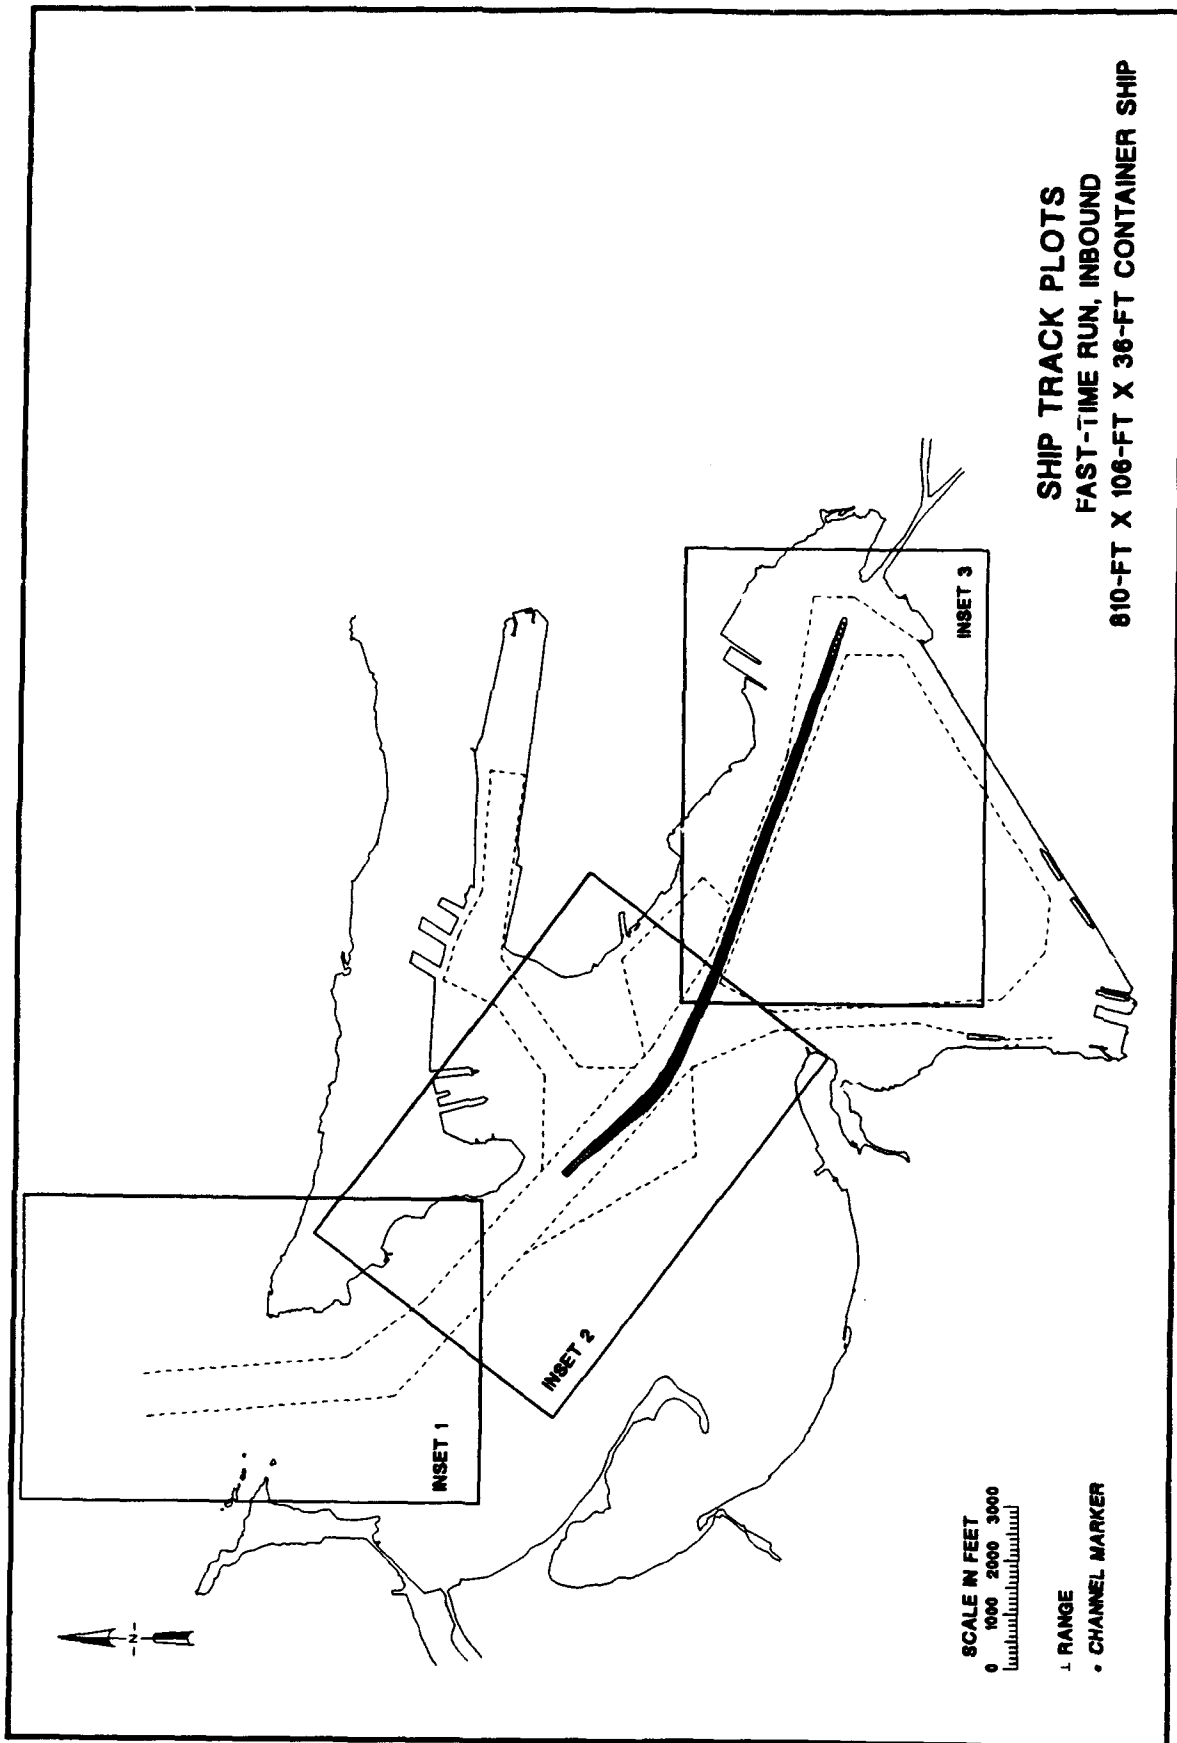 SHIP TRACK PLOTS
FAST-TIME RUN, INBOUND
810-FT X 106-FT X 36-FT CONTAINER SHIP
INSET 1
INSET 2
INSET 3
N
SCALE IN FEET
0 1000 2000 3000
⊥ RANGE
• CHANNEL MARKER